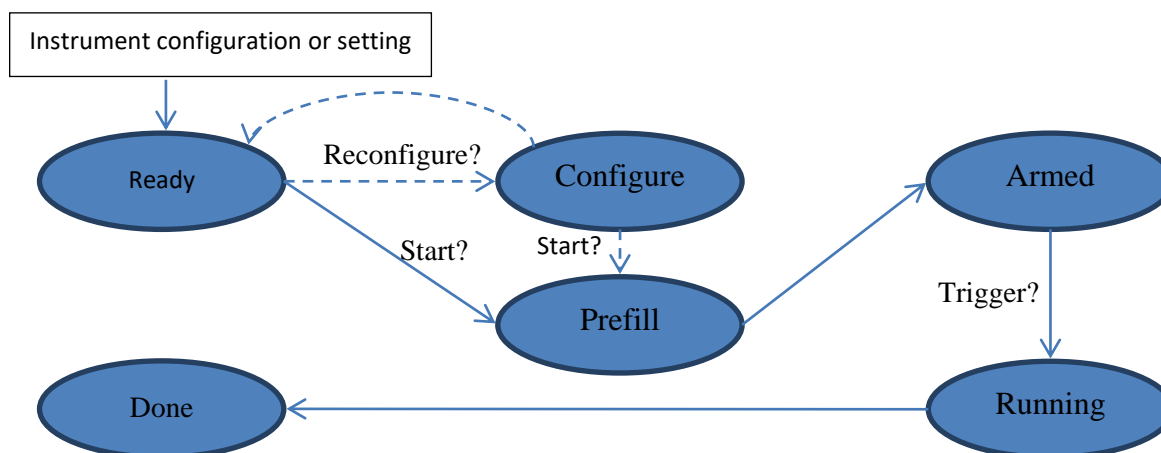 Instrument configuration or setting
Reconfigure?
Ready
Configure
Armed
Start?
Start?
Trigger?
Prefill
Done
Running